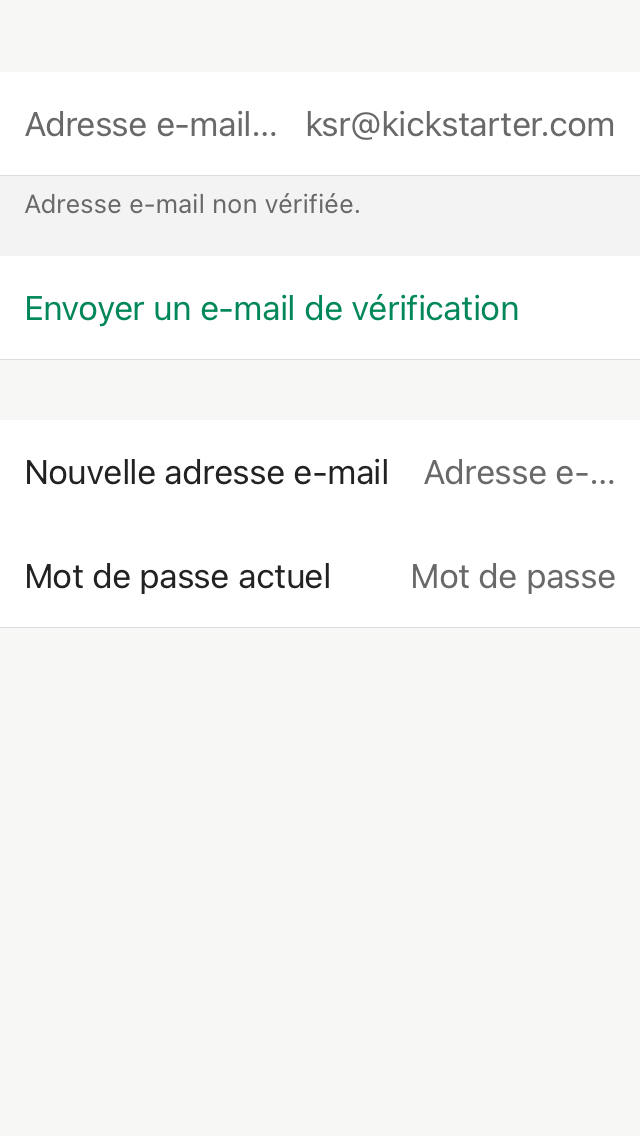 Adresse e-mail... ksr@kickstarter.com
Adresse e-mail non vérifiée.
Envoyer un e-mail de vérification
Nouvelle adresse e-mail Adresse e-...
Mot de passe actuel Mot de passe